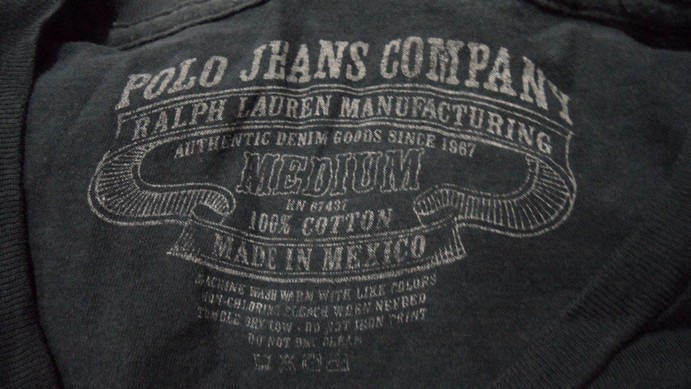 POLO JEANS COMPANY
RALPH LAUREN MANUFACTURING
AUTHENTIC DENIM GOODS SINCE 1967
MEDIUM
RN 67437
100% COTTON
MADE IN MEXICO
MACHINE WASH WARM WITH LIKE COLORS
NON-CHLORINE BLEACH WHEN NEEDED
TUMBLE DRY LOW - DO NOT IRON PRINT
DO NOT DRY CLEAN